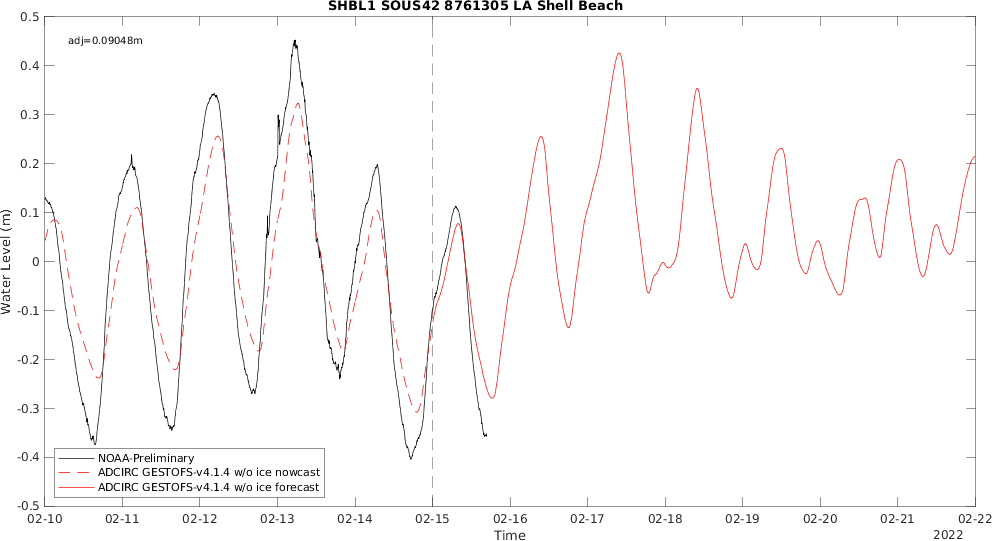 SHBL1 SOUS42 8761305 LA Shell Beach
adj=0.09048m
0.5
0.4
0.3
0.2
0.1
0
-0.1
-0.2
-0.3
-0.4
-0.5
Water Level (m)
NOAA-Preliminary
ADCIRC GESTOFS-v4.1.4 w/o ice nowcast
ADCIRC GESTOFS-v4.1.4 w/o ice forecast
02-10 02-11 02-12 02-13 02-14 02-15 02-16 02-17 02-18 02-19 02-20 02-21 02-22
Time
2022